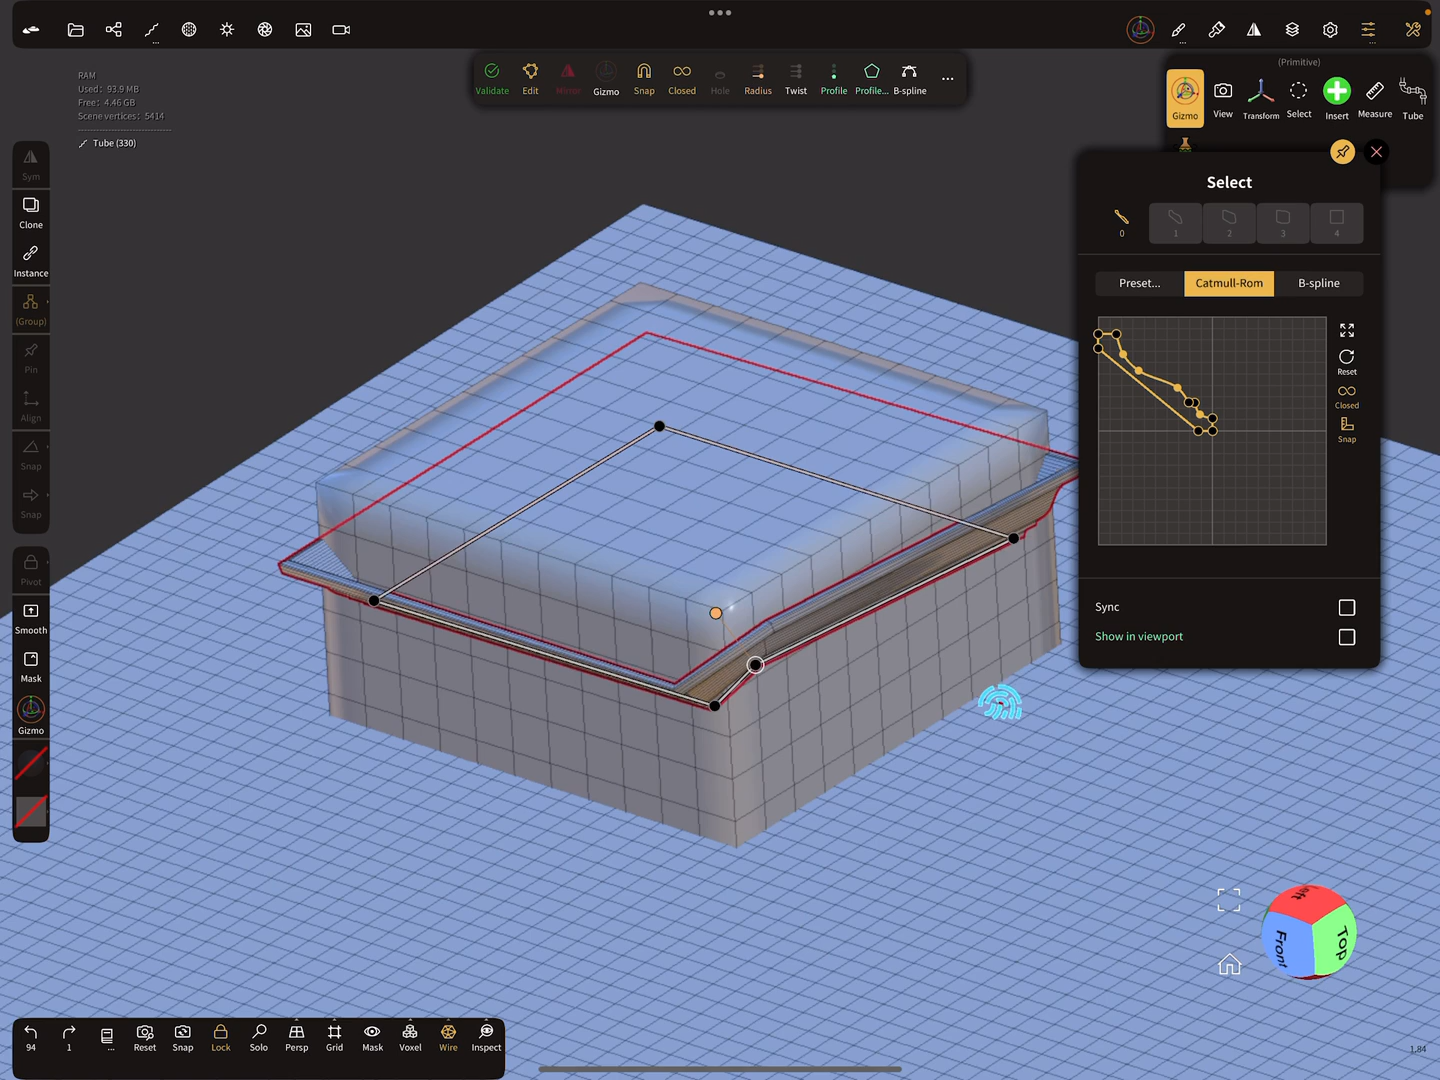 (Primitive)
RAM
Used: 93.9 MB
Free: 4.46 GB
Scene vertices: 5414
Tube (330)
Validate
Edit
Mirror
Gizmo
Snap
Closed
Hole
Radius
Twist
Profile
Profile...
B-spline
...
Gizmo
View
Transform
Select
Insert
Measure
Tube
Sym
Clone
Instance
(Group)
Pin
Align
Snap
Snap
Pivot
Smooth
Mask
Gizmo
Select
0
1
2
3
4
Preset...
Catmull-Rom
B-spline
Reset
Closed
Snap
Sync
Show in viewport
Left
Front
Top
94
1
...
Reset
Snap
Lock
Solo
Persp
Grid
Mask
Voxel
Wire
Inspect
1.84